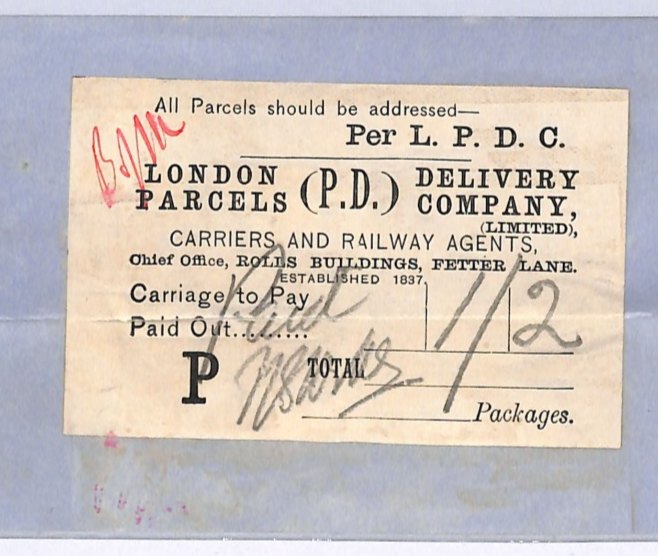 All Parcels should be addressed—
Per L. P. D. C.
LONDON PARCELS (P.D.) DELIVERY COMPANY,
(LIMITED),
CARRIERS AND RAILWAY AGENTS,
Chief Office, ROLLS BUILDINGS, FETTER LANE.
ESTABLISHED 1837.
Carriage to Pay
Paid 1/2
Paid Out.........
P TOTAL
Packages.